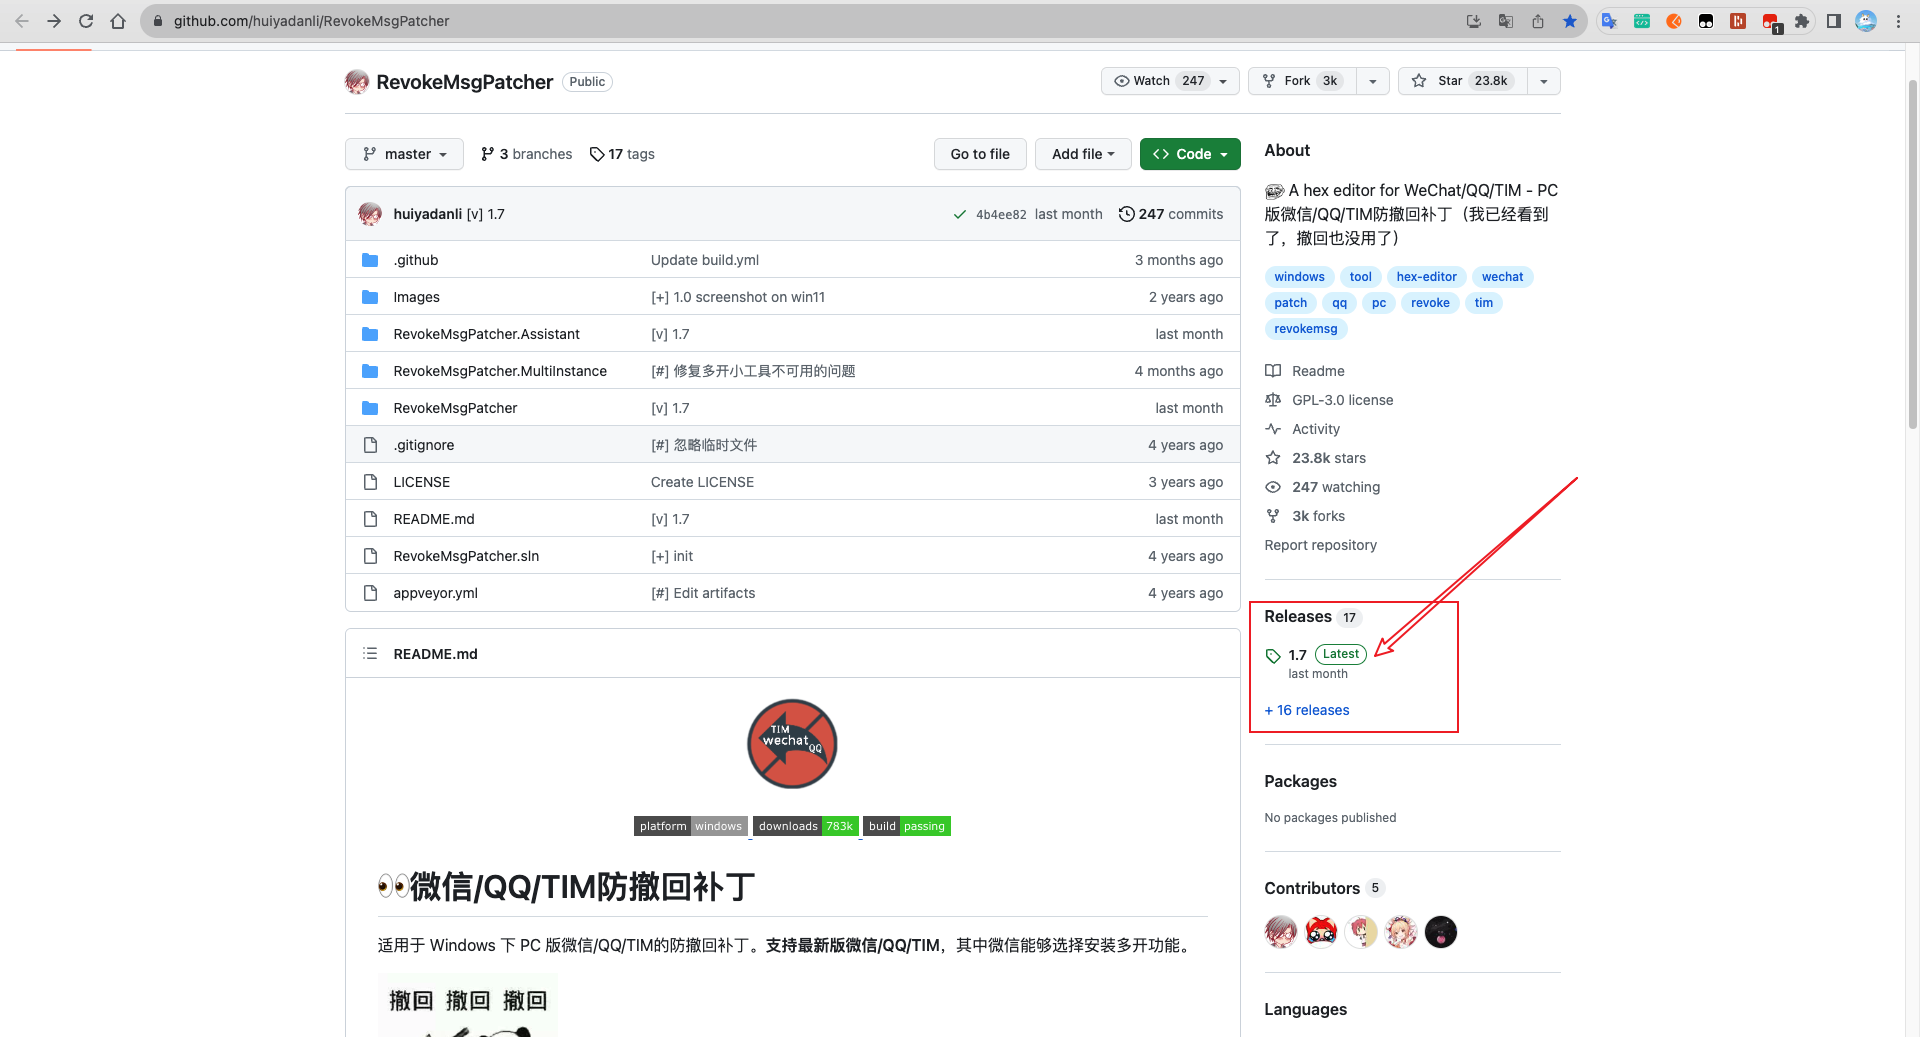 github.com/huiyadanli/RevokeMsgPatcher
1
RevokeMsgPatcher Public
Watch 247
Fork 3k
Star 23.8k
master
3 branches
17 tags
Go to file
Add file
Code
huiyadanli [v] 1.7
4b4ee82 last month
247 commits
.github Update build.yml 3 months ago
Images [+] 1.0 screenshot on win11 2 years ago
RevokeMsgPatcher.Assistant [v] 1.7 last month
RevokeMsgPatcher.MultiInstance [#] 修复多开小工具不可用的问题 4 months ago
RevokeMsgPatcher [v] 1.7 last month
.gitignore [#] 忽略临时文件 4 years ago
LICENSE Create LICENSE 3 years ago
README.md [v] 1.7 last month
RevokeMsgPatcher.sln [+] init 4 years ago
appveyor.yml [#] Edit artifacts 4 years ago
README.md
TIM
wechat
QQ
platform windows downloads 783k build passing
👀微信/QQ/TIM防撤回补丁
适用于 Windows 下 PC 版微信/QQ/TIM的防撤回补丁。支持最新版微信/QQ/TIM，其中微信能够选择安装多开功能。
撤回 撤回 撤回
About
A hex editor for WeChat/QQ/TIM - PC
版微信/QQ/TIM防撤回补丁（我已经看到
了，撤回也没用了）
windows tool hex-editor wechat
patch qq pc revoke tim
revokemsg
Readme
GPL-3.0 license
Activity
23.8k stars
247 watching
3k forks
Report repository
Releases 17
1.7 Latest
last month
+ 16 releases
Packages
No packages published
Contributors 5
Languages